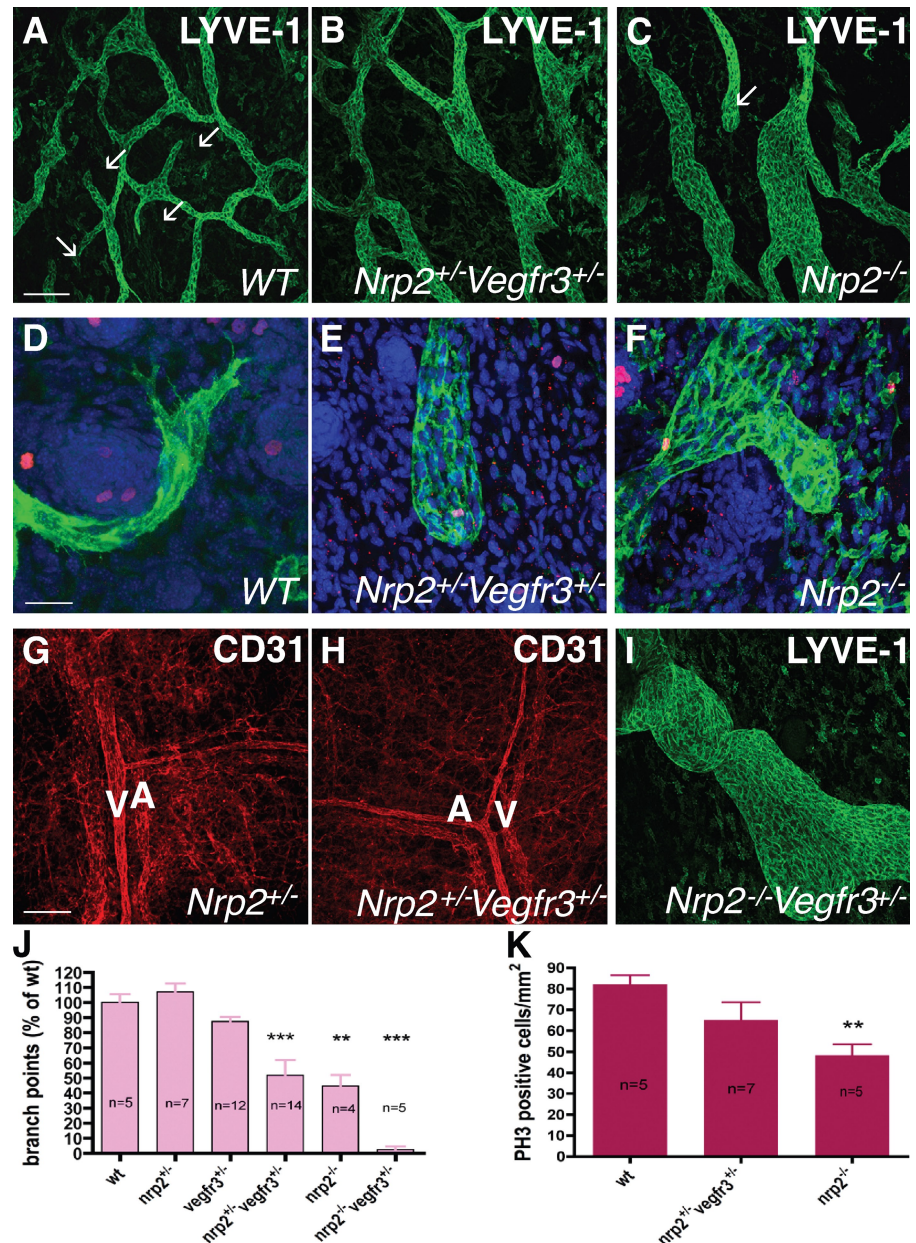 A LYVE-1
WT
B LYVE-1
Nrp2+/-Vegfr3+/-
C LYVE-1
Nrp2-/-
D
WT
E
Nrp2+/-Vegfr3+/-
F
Nrp2-/-
G CD31
V A
Nrp2+/-
H CD31
A V
Nrp2+/-Vegfr3+/-
I LYVE-1
Nrp2-/-Vegfr3+/-
J
branch points (% of wt)
120
110
100
90
80
70
60
50
40
30
20
10
0
*** ** ***
n=5 n=7 n=12 n=14 n=4 n=5
wt
nrp2+/-
vegfr3+/-
nrp2+/-vegfr3+/-
nrp2-/-
nrp2-/-vegfr3+/-
K
PH3 positive cells/mm2
90
80
70
60
50
40
30
20
10
0
**
n=5 n=7 n=5
wt
nrp2+/-vegfr3+/-
nrp2-/-